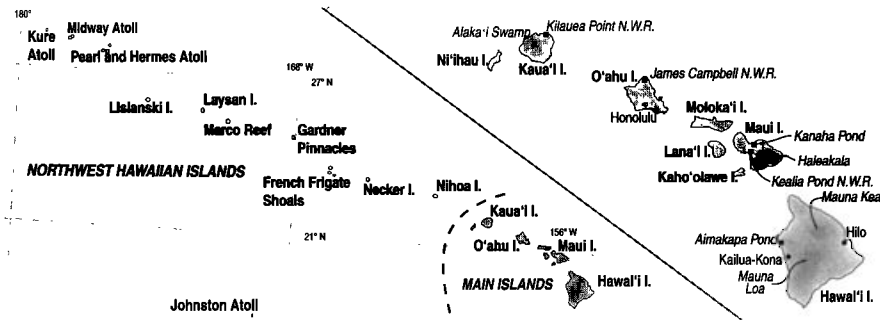 180°
Kure
Atoll
Midway Atoll
Pearl and Hermes Atoll
168° W
27° N
Lisianski I.
Laysan I.
Marco Reef
Gardner
Pinnacles
NORTHWEST HAWAIIAN ISLANDS
French Frigate
Shoals
Necker I.
Nihoa I.
21° N
Kaua'i I.
O'ahu I.
156° W
Maui I.
MAIN ISLANDS
Hawai'i I.
Johnston Atoll
Alaka'i Swamp
Kilauea Point N.W.R.
Ni'ihau I.
Kaua'i I.
O'ahu I.
James Campbell N.W.R.
Honolulu
Moloka'i I.
Maui I.
Kanaha Pond
Lana'i I.
Haleakala
Kaho'olawe I.
Kealia Pond N.W.R.
Mauna Kea
Aimakapa Pond
Hilo
Kailua-Kona
Mauna
Loa
Hawai'i I.